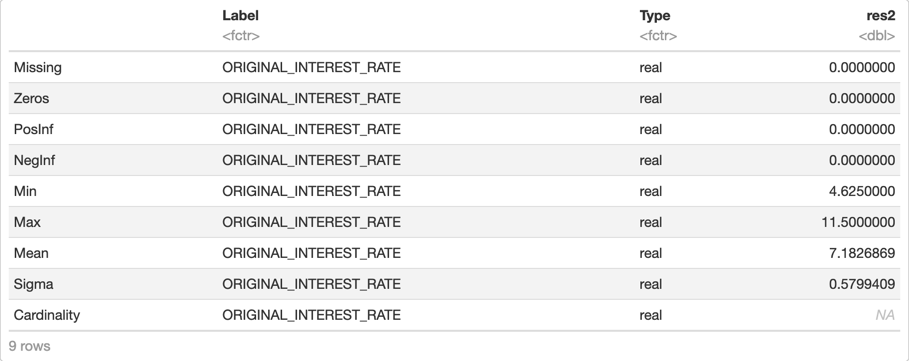 Label Type res2
<fctr> <fctr> <dbl>
Missing ORIGINAL_INTEREST_RATE real 0.0000000
Zeros ORIGINAL_INTEREST_RATE real 0.0000000
PosInf ORIGINAL_INTEREST_RATE real 0.0000000
NegInf ORIGINAL_INTEREST_RATE real 0.0000000
Min ORIGINAL_INTEREST_RATE real 4.6250000
Max ORIGINAL_INTEREST_RATE real 11.5000000
Mean ORIGINAL_INTEREST_RATE real 7.1826869
Sigma ORIGINAL_INTEREST_RATE real 0.5799409
Cardinality ORIGINAL_INTEREST_RATE real NA
9 rows